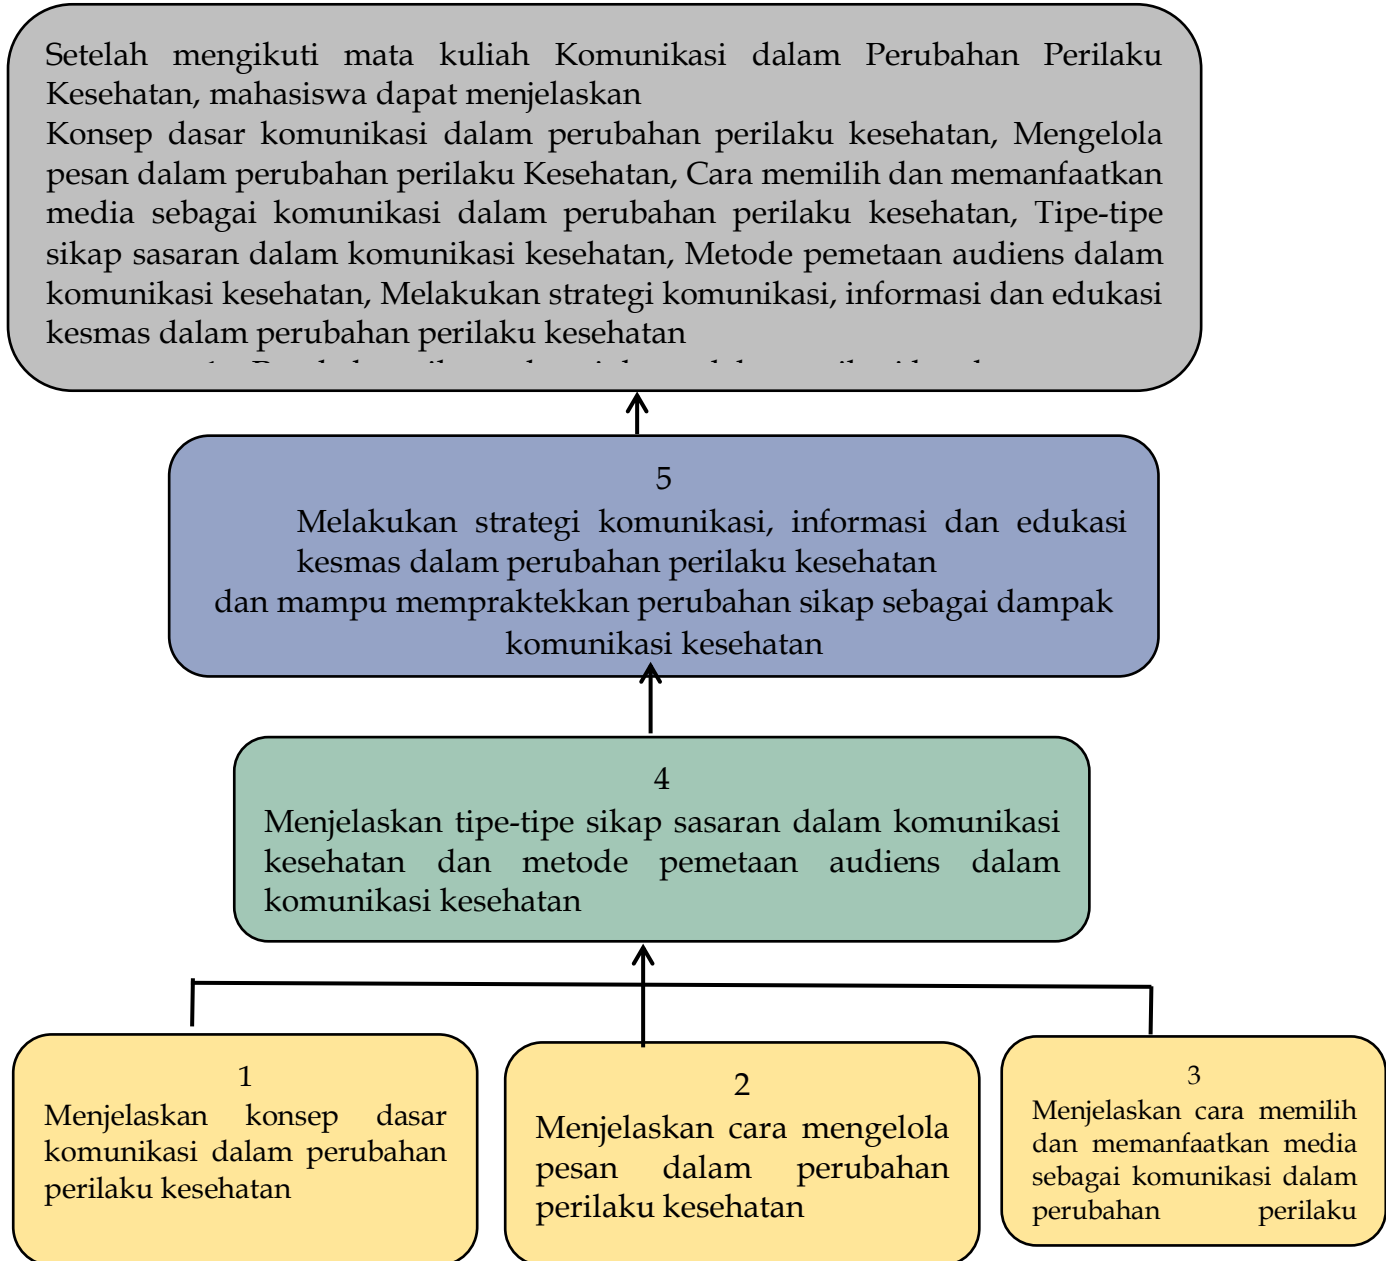 Setelah mengikuti mata kuliah Komunikasi dalam Perubahan Perilaku
Kesehatan, mahasiswa dapat menjelaskan
Konsep dasar komunikasi dalam perubahan perilaku kesehatan, Mengelola
pesan dalam perubahan perilaku Kesehatan, Cara memilih dan memanfaatkan
media sebagai komunikasi dalam perubahan perilaku kesehatan, Tipe-tipe
sikap sasaran dalam komunikasi kesehatan, Metode pemetaan audiens dalam
komunikasi kesehatan, Melakukan strategi komunikasi, informasi dan edukasi
kesmas dalam perubahan perilaku kesehatan
5
Melakukan strategi komunikasi, informasi dan edukasi
kesmas dalam perubahan perilaku kesehatan
dan mampu mempraktekkan perubahan sikap sebagai dampak
komunikasi kesehatan
4
Menjelaskan tipe-tipe sikap sasaran dalam komunikasi
kesehatan dan metode pemetaan audiens dalam
komunikasi kesehatan
1
Menjelaskan konsep dasar
komunikasi dalam perubahan
perilaku kesehatan
2
Menjelaskan cara mengelola
pesan dalam perubahan
perilaku kesehatan
3
Menjelaskan cara memilih
dan memanfaatkan media
sebagai komunikasi dalam
perubahan perilaku